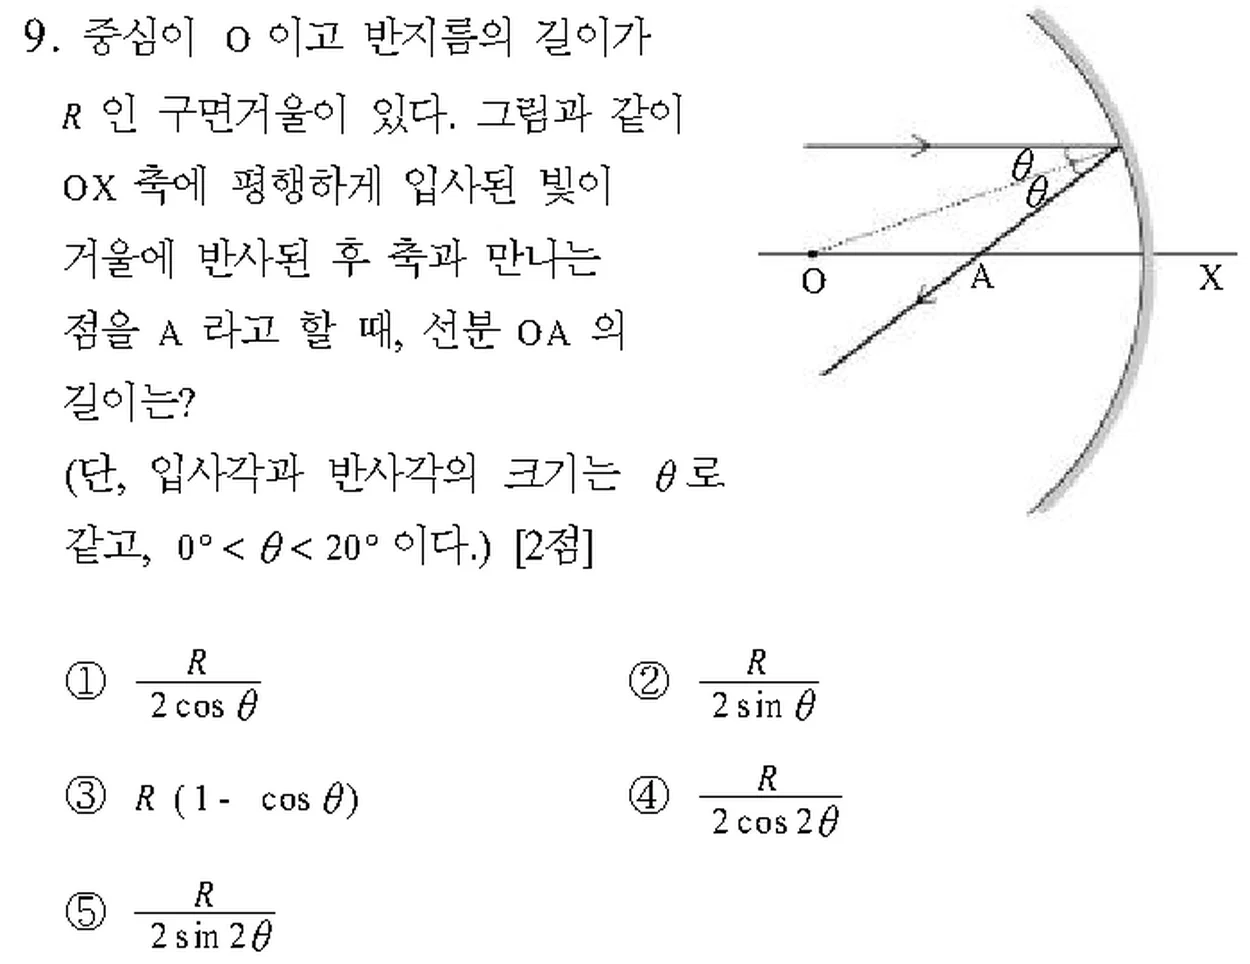 9. 중심이 O 이고 반지름의 길이가
R 인 구면거울이 있다. 그림과 같이
OX 축에 평행하게 입사된 빛이
거울에 반사된 후 축과 만나는
점을 A 라고 할 때, 선분 OA 의
길이는?
(단, 입사각과 반사각의 크기는 θ로
같고, 0° < θ < 20° 이다.) [2점]
θ
θ
O A X
① R / 2 cos θ ② R / 2 sin θ
③ R (1 - cos θ) ④ R / 2 cos 2θ
⑤ R / 2 sin 2θ